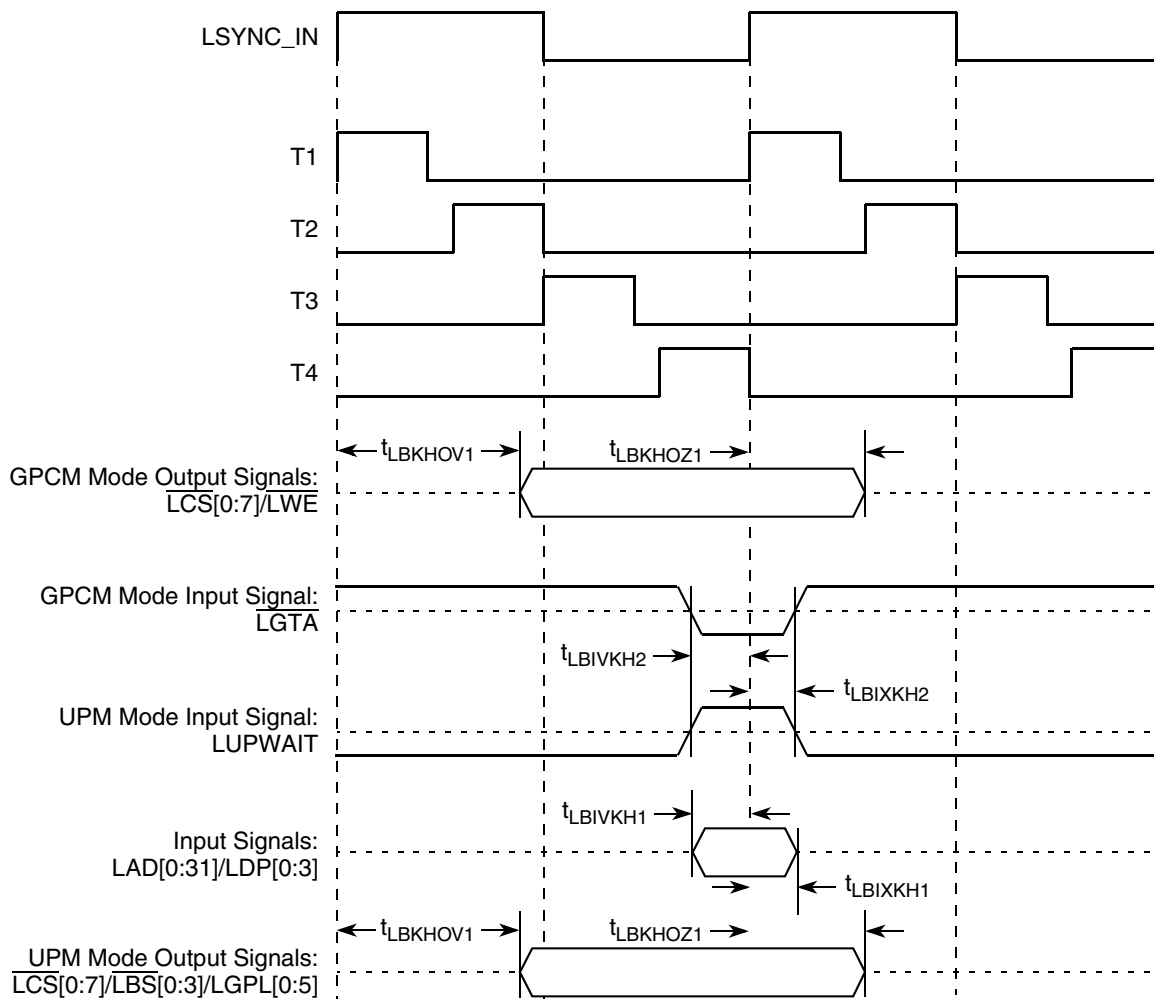 LSYNC_IN
T1
T2
T3
T4
tLBKHOV1
tLBKHOZ1
GPCM Mode Output Signals:
LCS[0:7]/LWE
GPCM Mode Input Signal:
LGTA
tLBIVKH2
tLBIXKH2
UPM Mode Input Signal:
LUPWAIT
tLBIVKH1
Input Signals:
LAD[0:31]/LDP[0:3]
tLBIXKH1
tLBKHOV1
tLBKHOZ1
UPM Mode Output Signals:
LCS[0:7]/LBS[0:3]/LGPL[0:5]